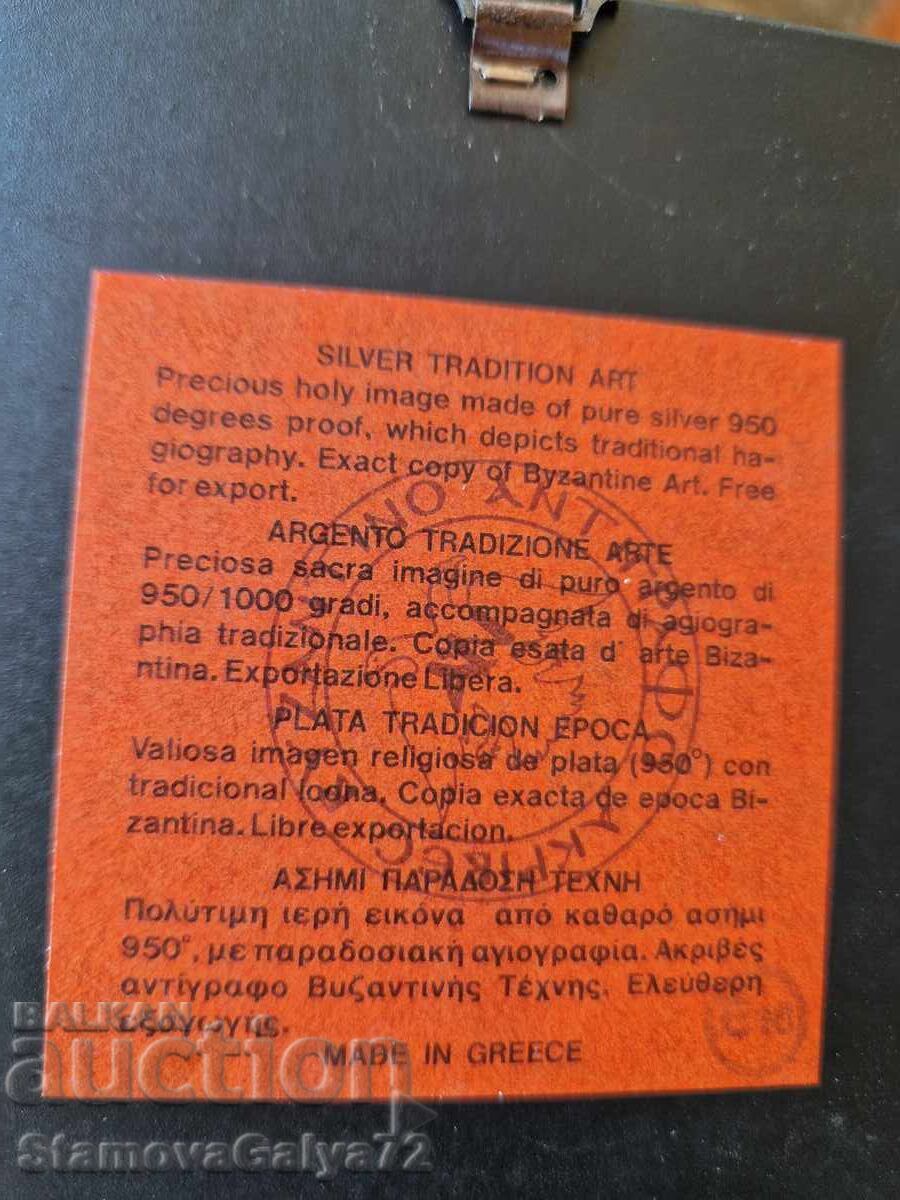 SILVER TRADITION ART
Precious holy image made of pure silver 950
degrees proof, which depicts traditional ha-
giography. Exact copy of Byzantine Art. Free
for export.
ARGENTO TRADIZIONE ARTE
Preciosa sacra imagine di puro argento di
950/1000 gradi, accompagnata di agiogra-
phia tradizionale. Copia esata d' arte Biza-
ntina. Exportazione Libera.
PLATA TRADICION EPOCA
Valiosa imagen religiosa de plata (950°) con
tradicional Icona. Copia exacta de epoca Bi-
zantina. Libre exportacion.
ΑΣΗΜΙ ΠΑΡΑΔΟΣΗ ΤΕΧΝΗ
Πολύτιμη ιερή εικόνα από καθαρό ασήμι
950°, με παραδοσιακή αγιογραφία. Ακριβές
αντίγραφο Βυζαντινής Τέχνης. Ελεύθερη
εξαγωγής.
MADE IN GREECE
C 16
BALKAN
auction
StamovaGalya72